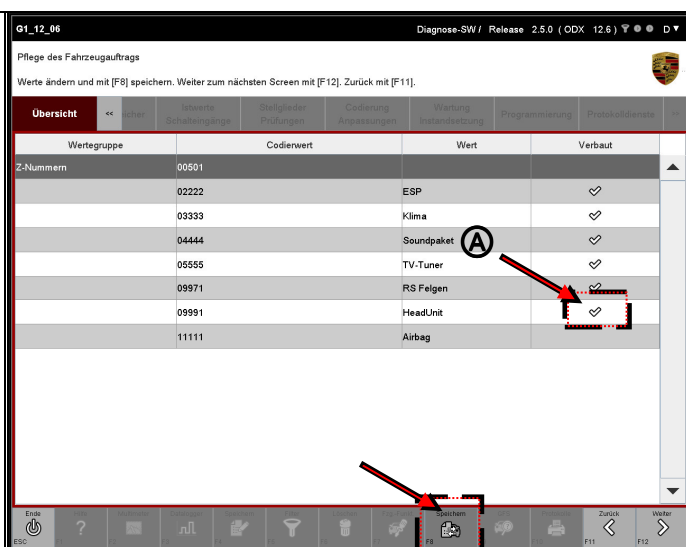 G1_12_06 Diagnose-SW / Release 2.5.0 ( ODX 12.6 ) D
Pflege des Fahrzeugauftrags
Werte ändern und mit [F8] speichern. Weiter zum nächsten Screen mit [F12]. Zurück mit [F11].
Übersicht << icher Istwerte Schalteingänge Stellglieder Prüfungen Codierung Anpassungen Wartung Instandsetzung Programmierung Protokolldienste >>
Wertegruppe Codierwert Wert Verbaut
Z-Nummern 00501
02222 ESP
03333 Klima
04444 Soundpaket
A
05555 TV-Tuner
09971 RS Felgen
09991 HeadUnit
11111 Airbag
Ende Speichern Zurück Weiter
ESC F8 F11 F12